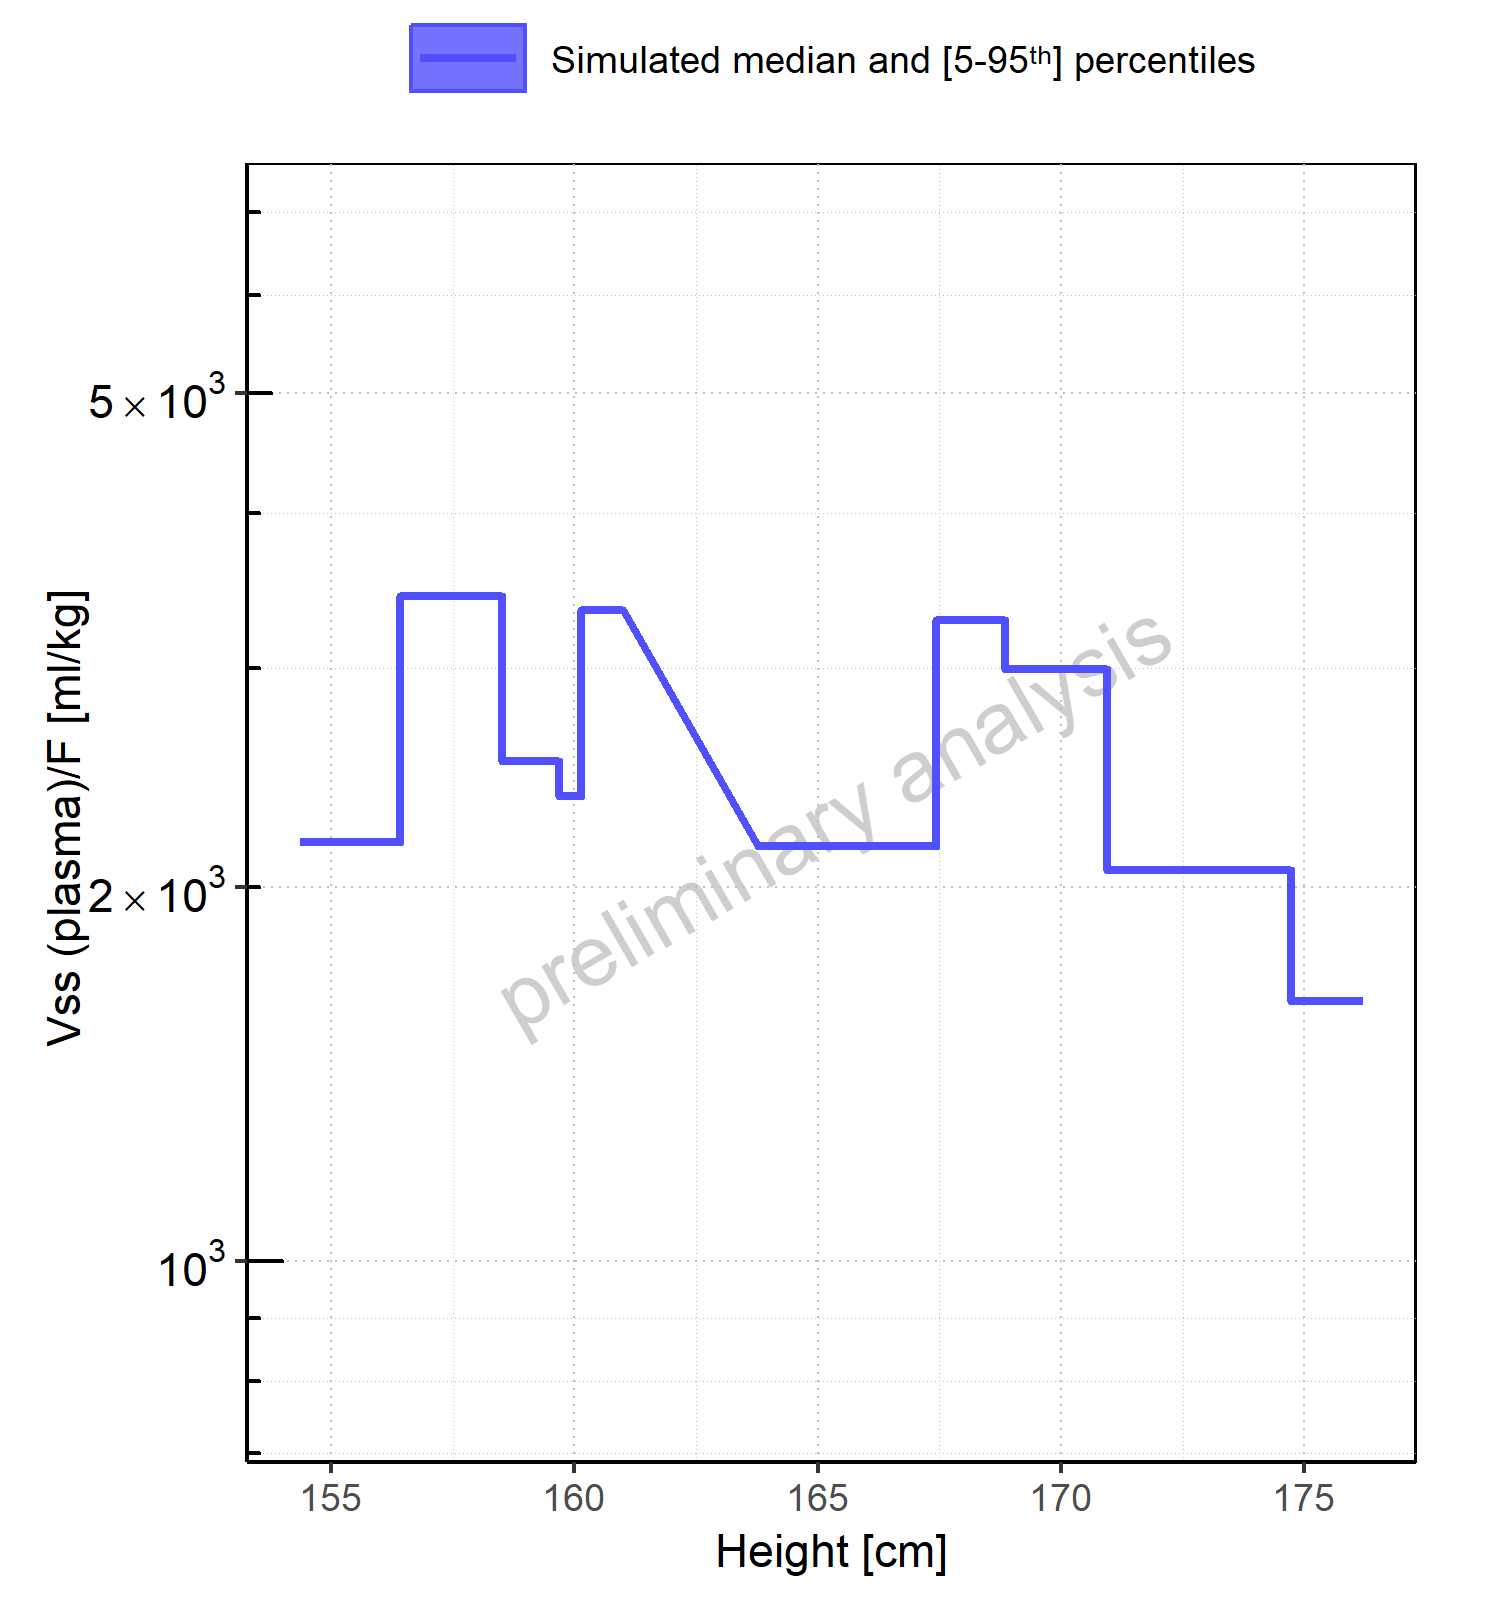 Simulated median and [5-95th] percentiles
5 × 10³
2 × 10³
10³
Vss (plasma)/F [ml/kg]
preliminary analysis
155 160 165 170 175
Height [cm]